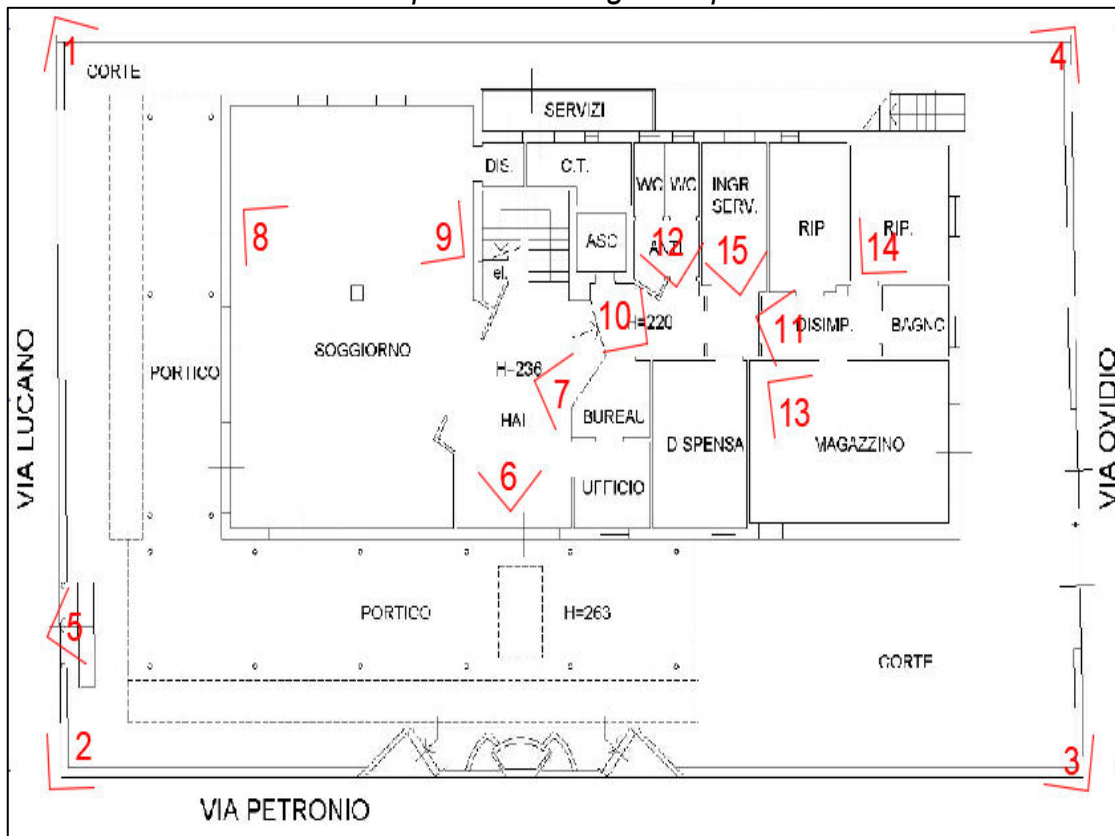 1
4
CORTE
SERVIZI
DIS.
C.T.
WC
WC
INGR
SERV.
RIP
RIP.
8
9
ASC
12
15
14
el.
10
H=220
11
DISIMP.
BAGNO
SOGGIORNO
PORTICO
H=236
7
BUREAU
13
HAL
D SPENSA
MAGAZZINO
6
UFFICIO
VIA LUCANO
VIA OVIDIO
PORTICO
H=263
5
CORTE
2
3
VIA PETRONIO